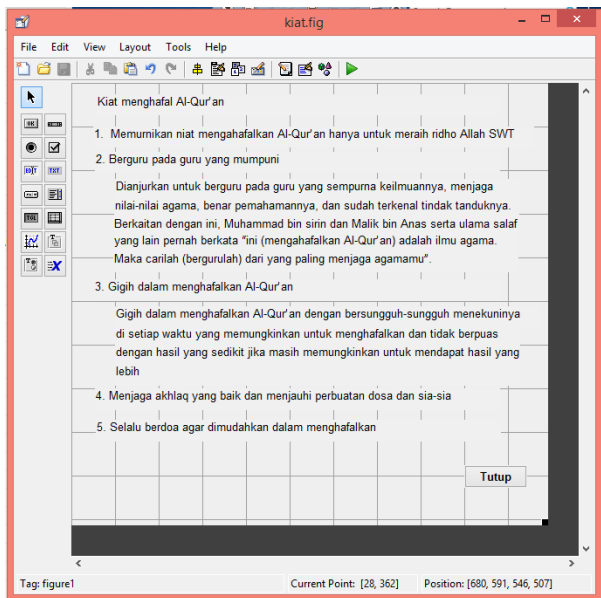 kiat.fig
File Edit View Layout Tools Help
Kiat menghafal Al-Qur'an
1. Memurnikan niat mengahafalkan Al-Qur'an hanya untuk meraih ridho Allah SWT
2. Berguru pada guru yang mumpuni
Dianjurkan untuk berguru pada guru yang sempurna keilmuannya, menjaga
nilai-nilai agama, benar pemahamannya, dan sudah terkenal tindak tanduknya.
Berkaitan dengan ini, Muhammad bin sirin dan Malik bin Anas serta ulama salaf
yang lain pernah berkata "ini (mengahafalkan Al-Qur'an) adalah ilmu agama.
Maka carilah (bergurulah) dari yang paling menjaga agamamu".
3. Gigih dalam menghafalkan Al-Qur'an
Gigih dalam menghafalkan Al-Qur'an dengan bersungguh-sungguh menekuninya
di setiap waktu yang memungkinkan untuk menghafalkan dan tidak berpuas
dengan hasil yang sedikit jika masih memungkinkan untuk mendapat hasil yang
lebih
4. Menjaga akhlaq yang baik dan menjauhi perbuatan dosa dan sia-sia
5. Selalu berdoa agar dimudahkan dalam menghafalkan
Tutup
Tag: figure1 Current Point: [28, 362] Position: [680, 591, 546, 507]